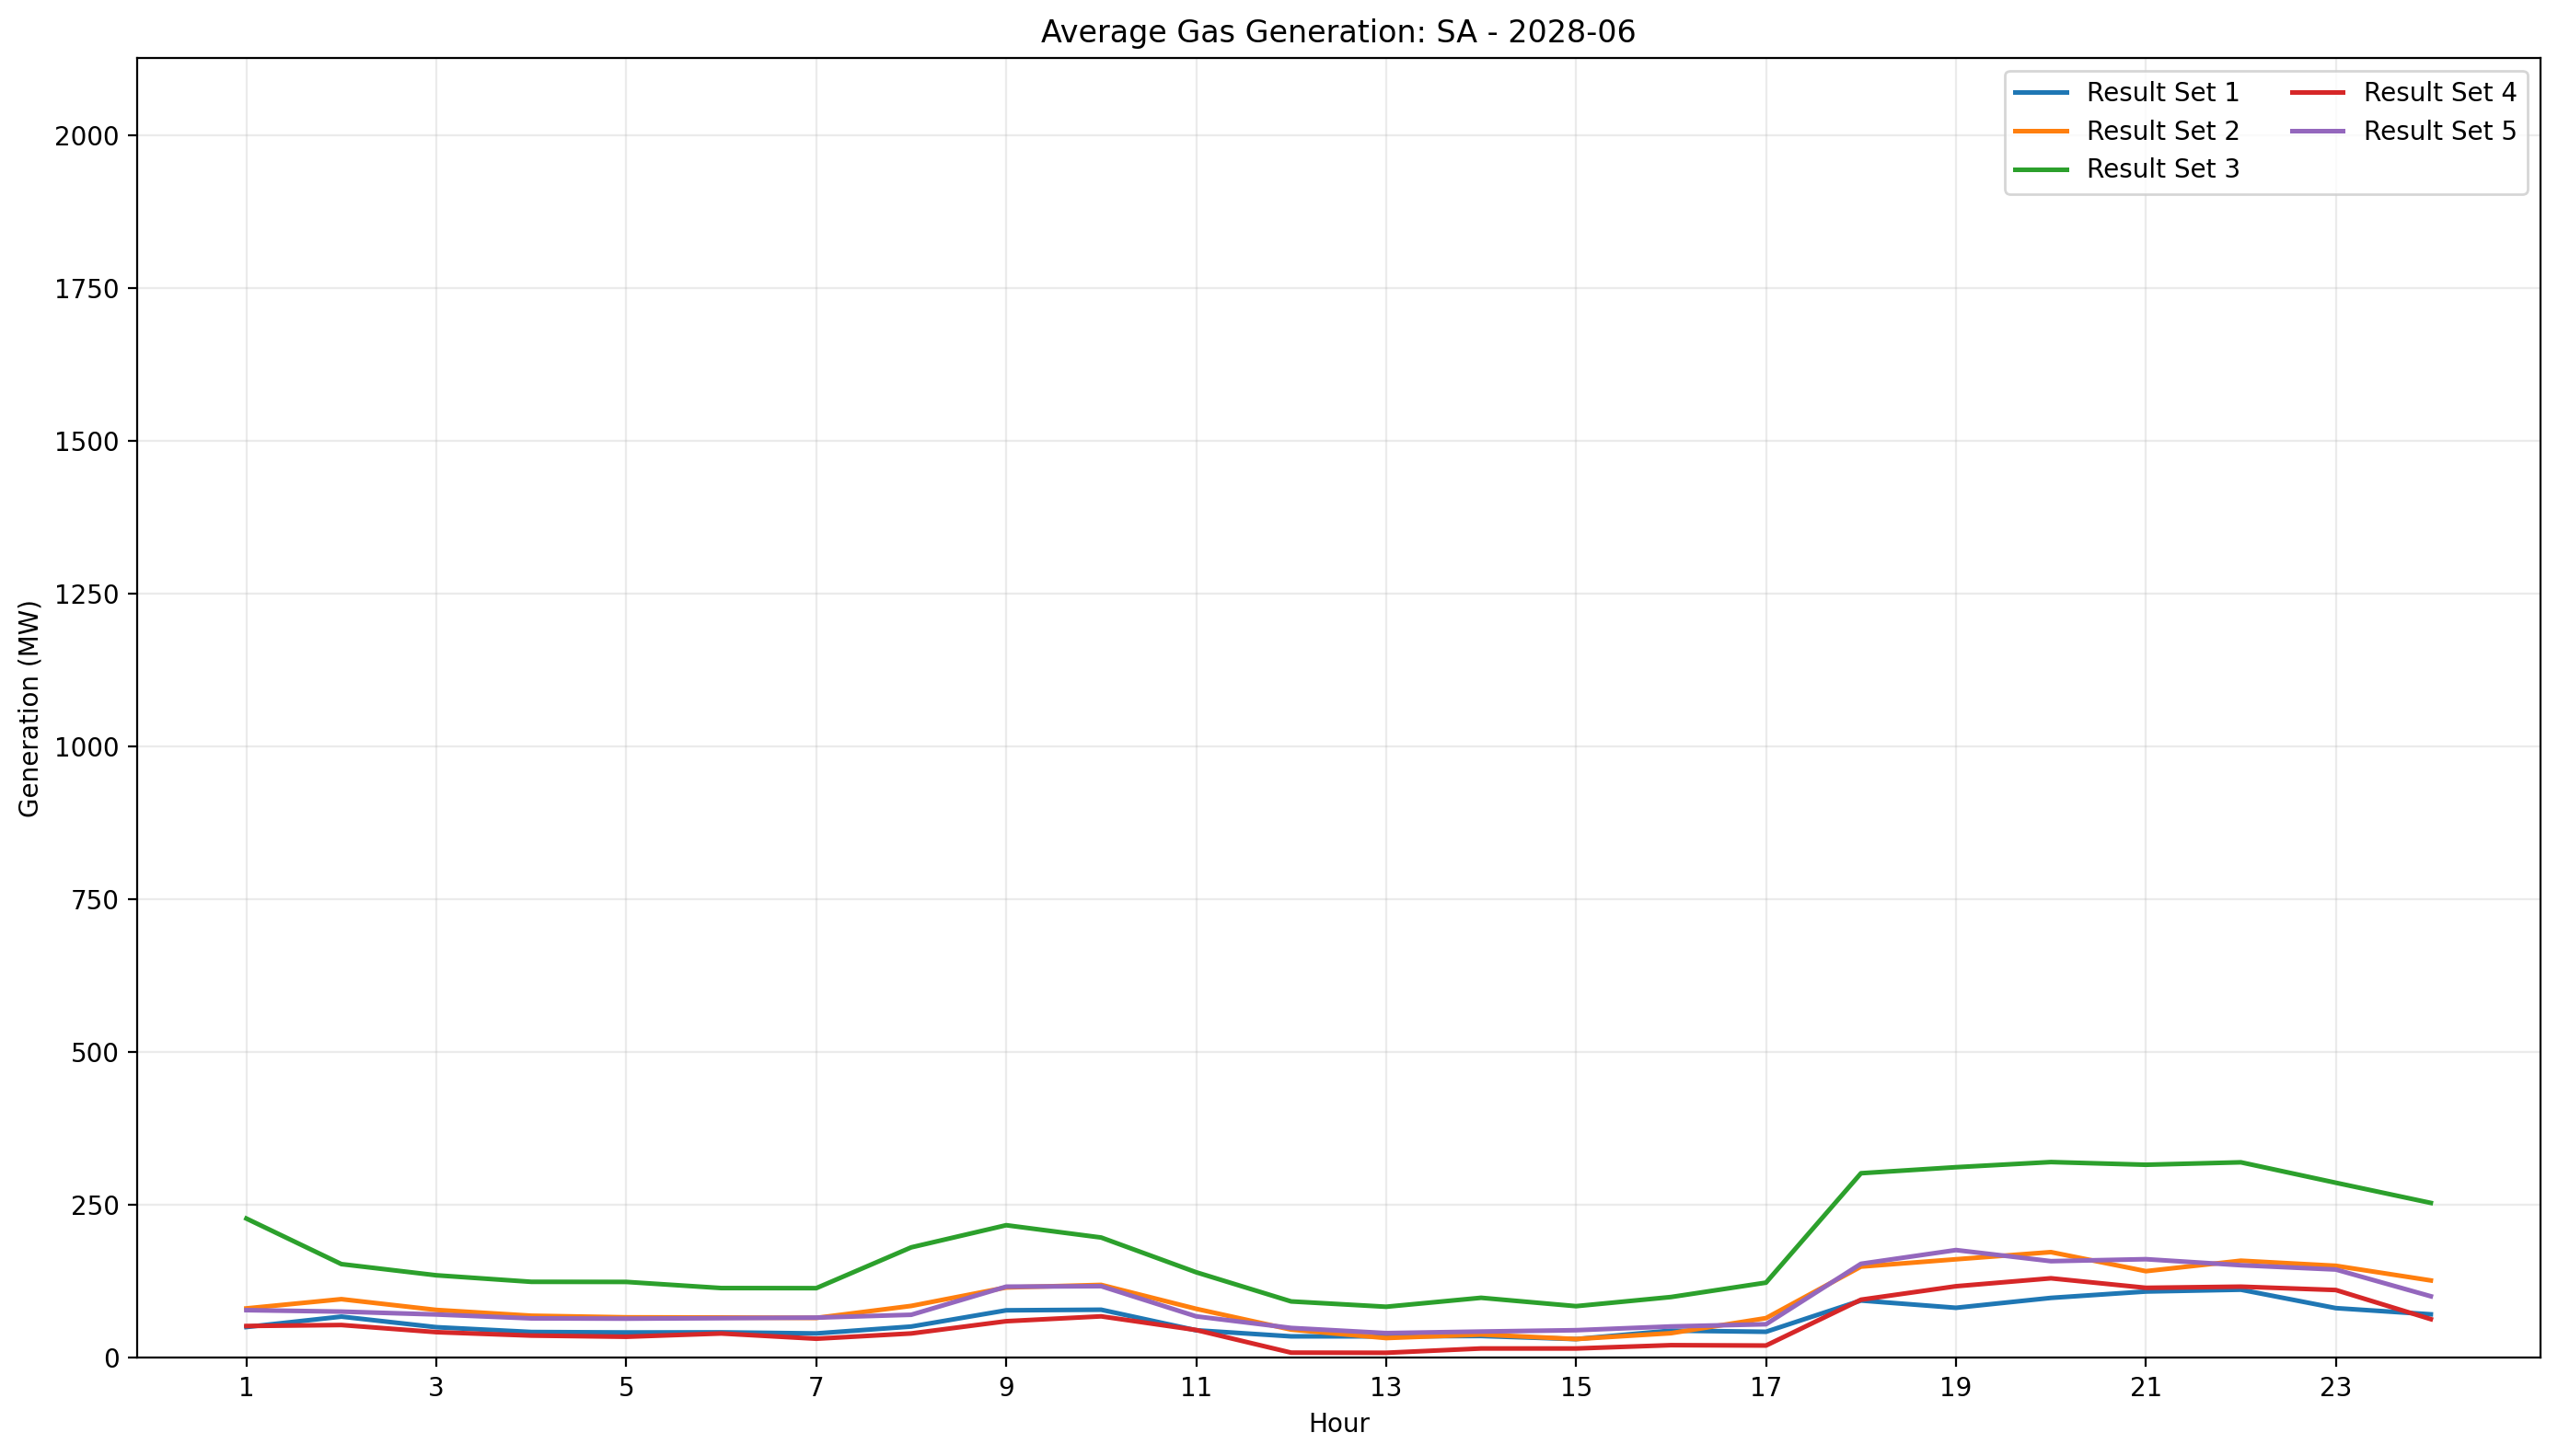 Average Gas Generation: SA - 2028-06
Result Set 1
Result Set 2
Result Set 3
Result Set 4
Result Set 5
Generation (MW)
2000
1750
1500
1250
1000
750
500
250
0
1 3 5 7 9 11 13 15 17 19 21 23
Hour